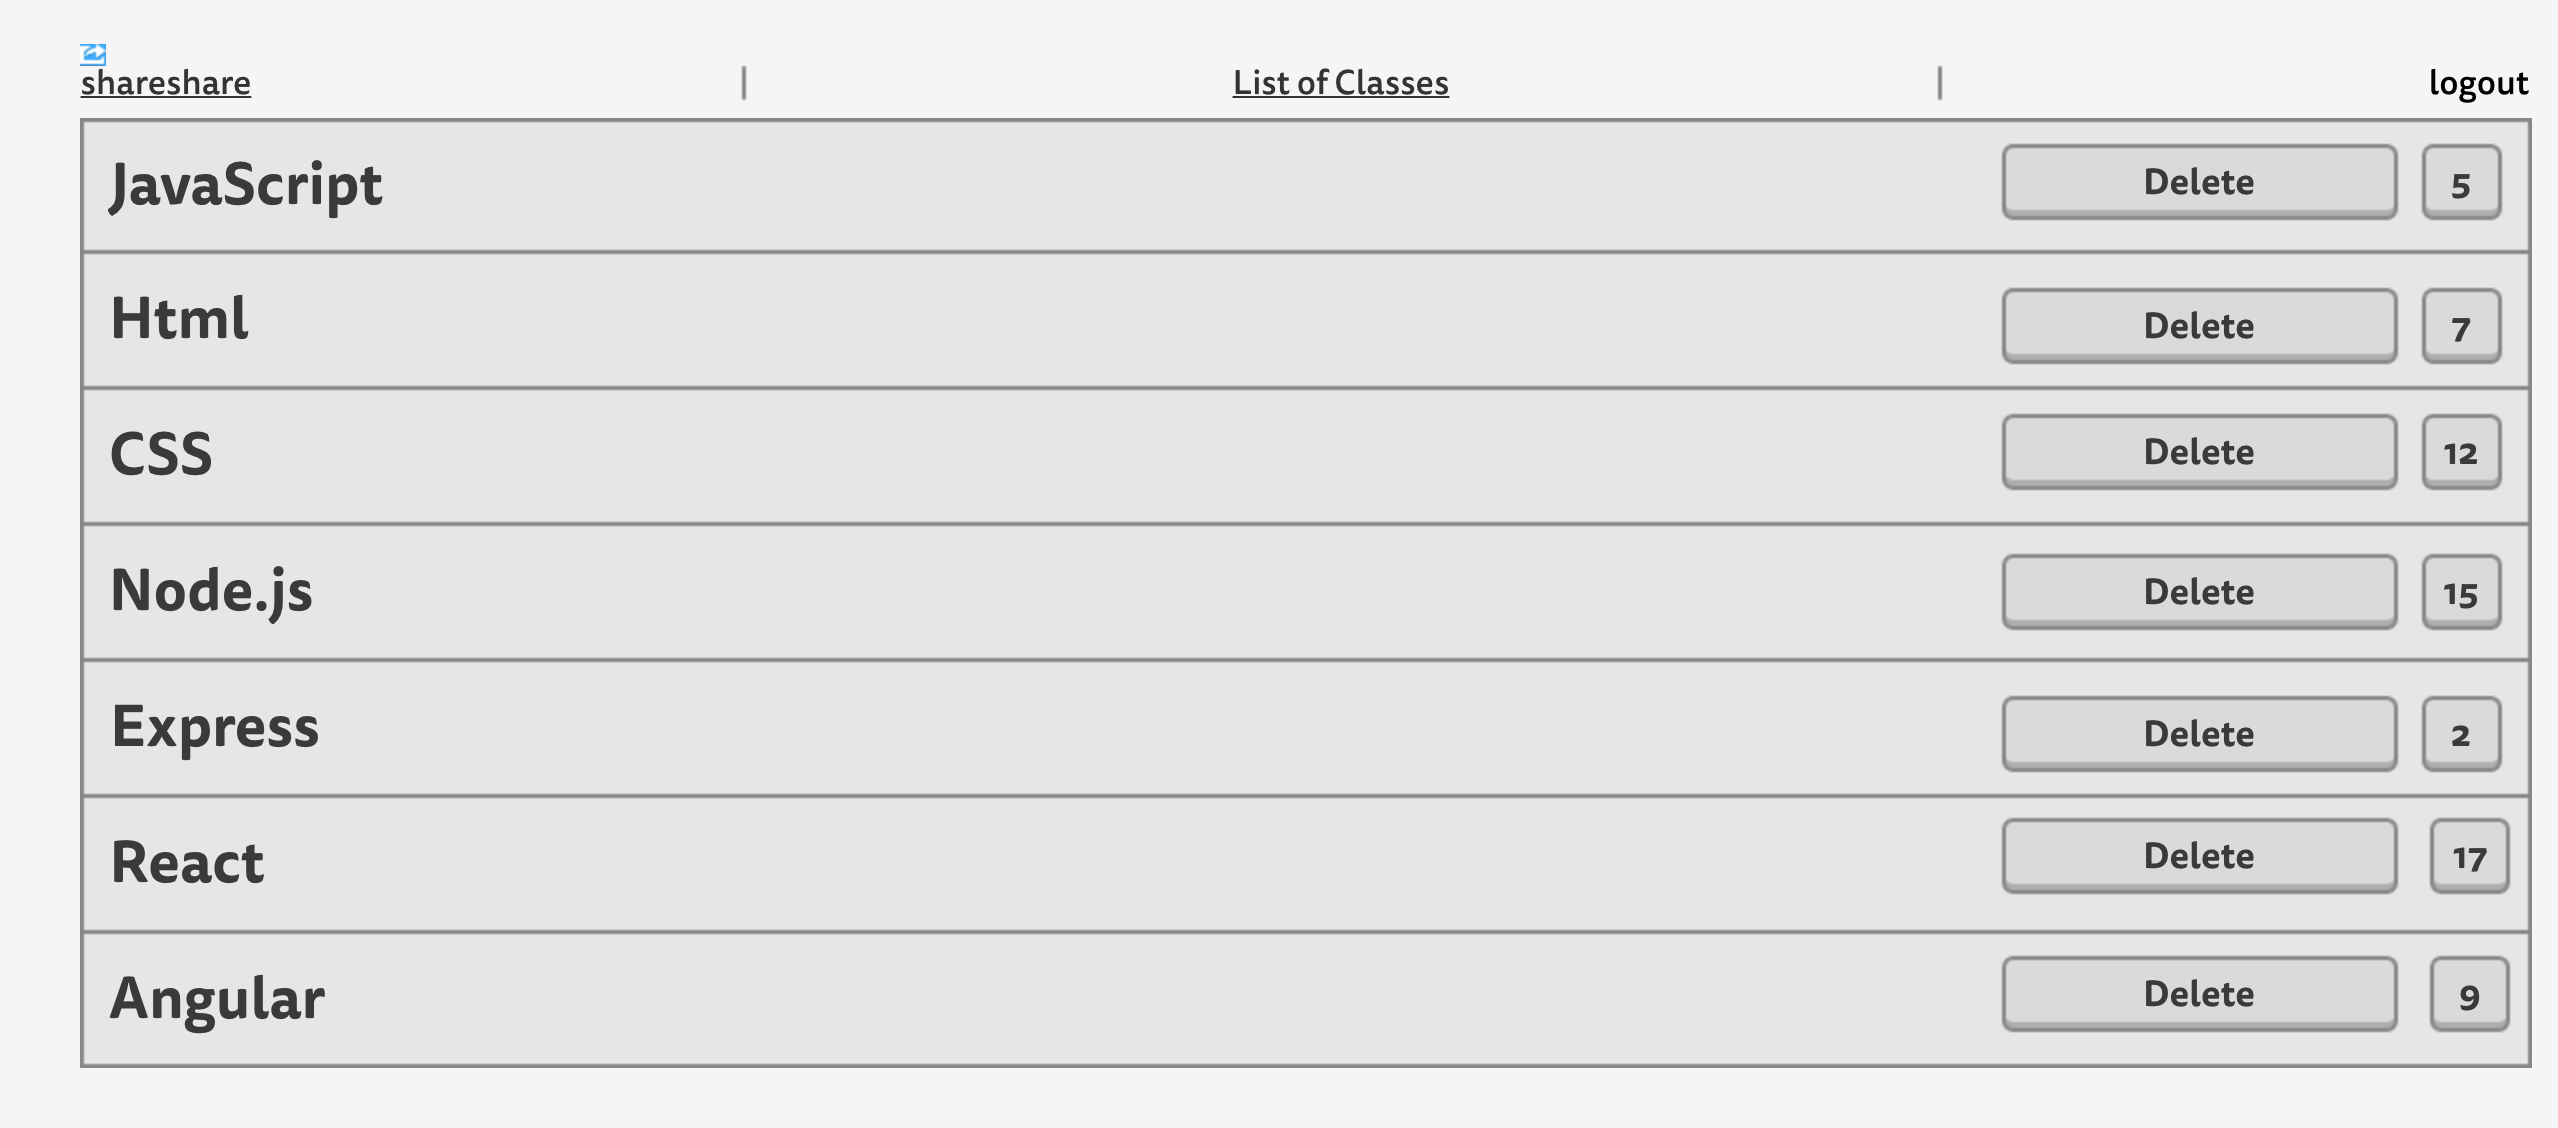 shareshare | List of Classes | logout
JavaScript Delete 5
Html Delete 7
CSS Delete 12
Node.js Delete 15
Express Delete 2
React Delete 17
Angular Delete 9